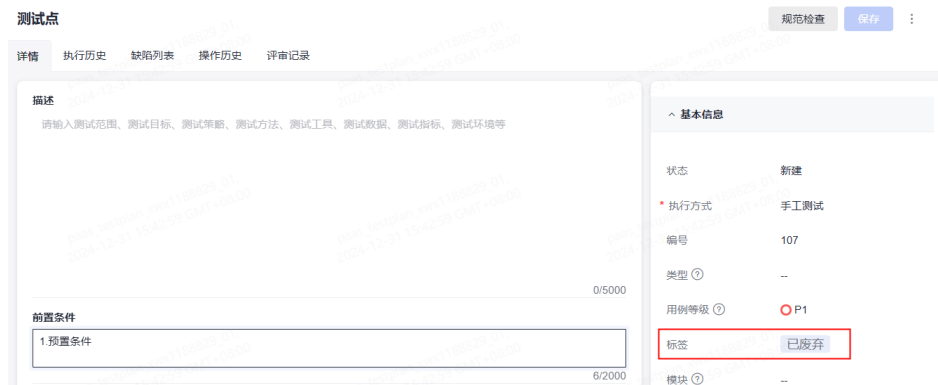 测试点
规范检查
保存
详情
执行历史
缺陷列表
操作历史
评审记录
描述
请输入测试范围、测试目标、测试策略、测试方法、测试工具、测试数据、测试指标、测试环境等
0/5000
前置条件
1.预置条件
6/2000
基本信息
状态 新建
* 执行方式 手工测试
编号 107
类型 ? --
用例等级 ? P1
标签 已废弃
模块 ? --